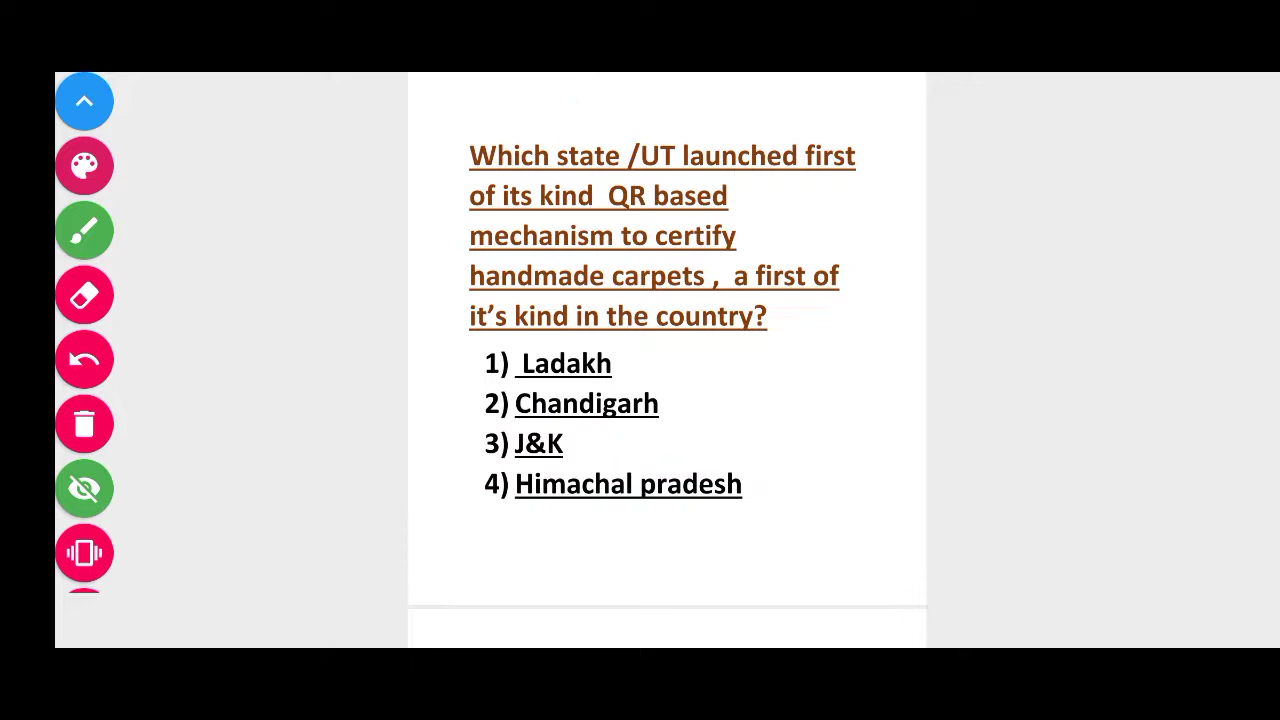 Which state /UT launched first
of its kind  QR based
mechanism to certify
handmade carpets ,  a first of
it’s kind in the country?
1)  Ladakh
2) Chandigarh
3) J&K
4) Himachal pradesh